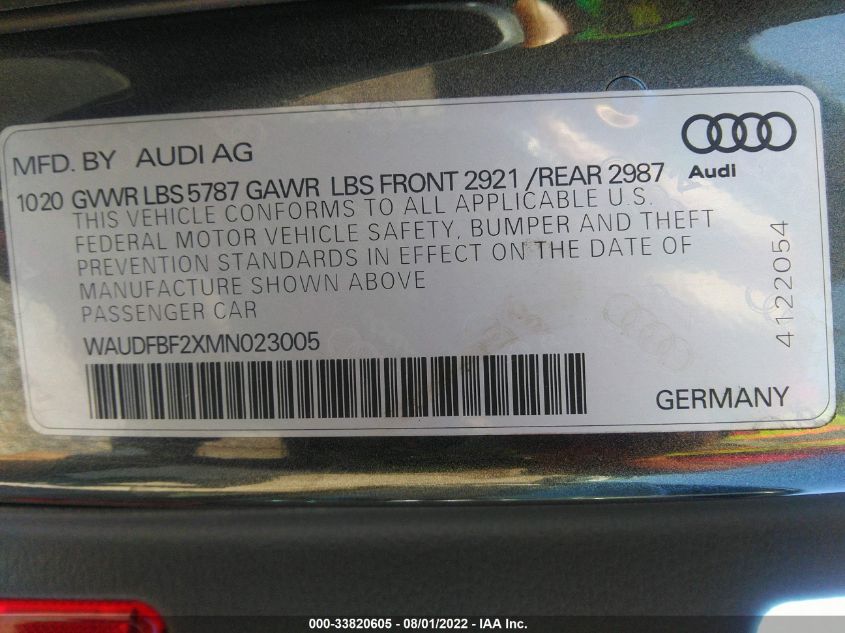 MFD. BY AUDI AG
Audi
1020 GVWR LBS 5787 GAWR LBS FRONT 2921 /REAR 2987
THIS VEHICLE CONFORMS TO ALL APPLICABLE U.S.
FEDERAL MOTOR VEHICLE SAFETY, BUMPER AND THEFT
PREVENTION STANDARDS IN EFFECT ON THE DATE OF
MANUFACTURE SHOWN ABOVE
PASSENGER CAR
4122054
WAUDFBF2XMN023005
GERMANY
000-33820605 - 08/01/2022 - IAA Inc.